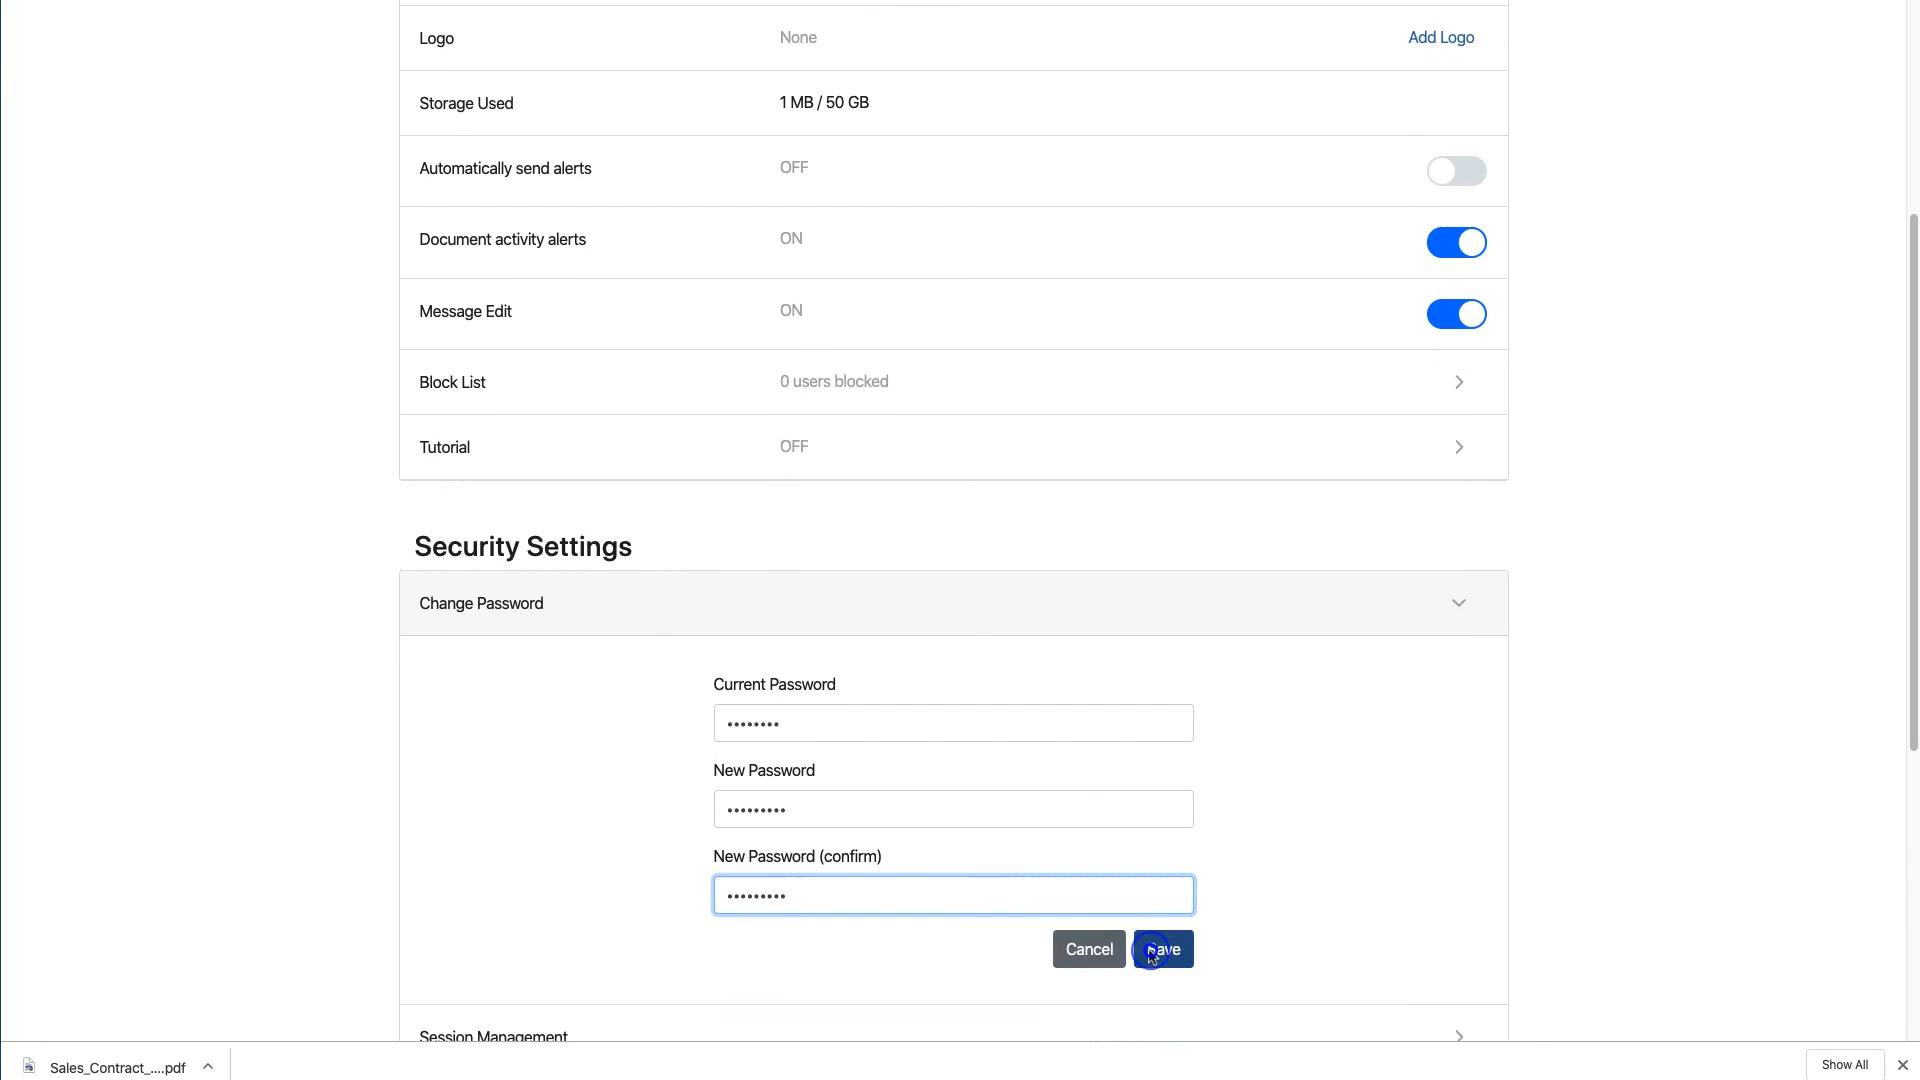 Logo
None
Add Logo
Storage Used
1 MB / 50 GB
Automatically send alerts
OFF
Document activity alerts
ON
Message Edit
ON
Block List
0 users blocked
Tutorial
OFF
Security Settings
Change Password
Current Password
••••••••
New Password
•••••••••
New Password (confirm)
•••••••••
Cancel
Save
Session Management
Sales_Contract_....pdf
Show All